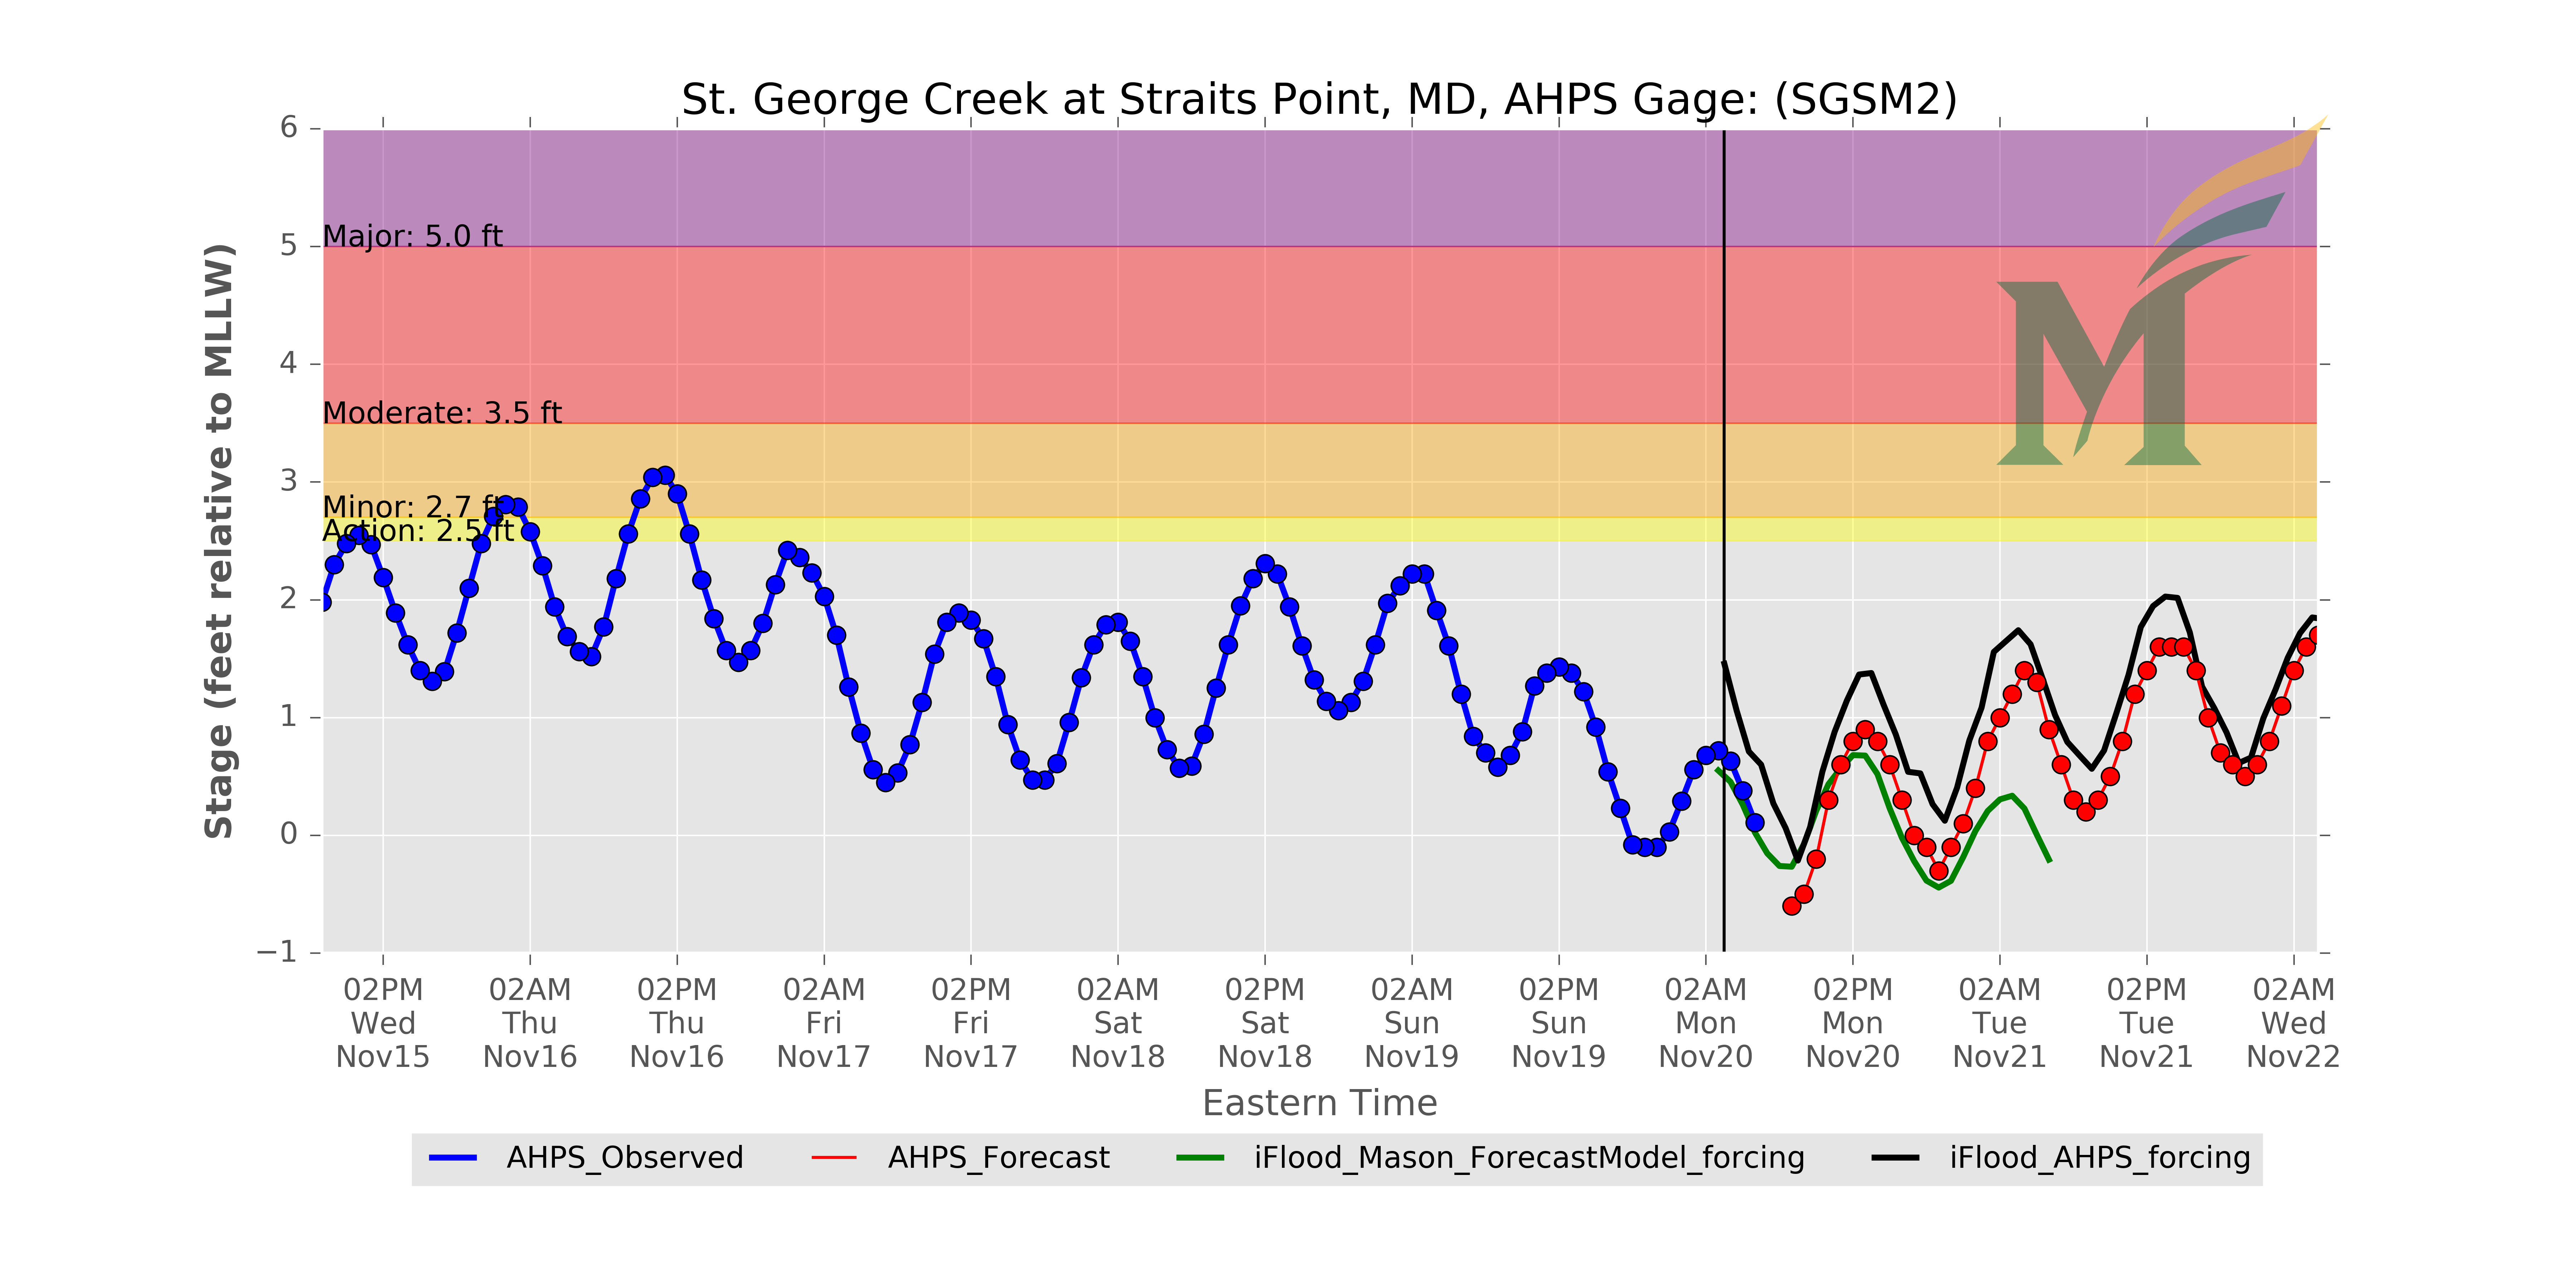 St. George Creek at Straits Point, MD, AHPS Gage: (SGSM2)
Stage (feet relative to MLLW)
6
5
4
3
2
1
0
−1
Major: 5.0 ft
Moderate: 3.5 ft
Minor: 2.7 ft
Action: 2.5 ft
02PM 02AM 02PM 02AM 02PM 02AM 02PM 02AM 02PM 02AM 02PM 02AM 02PM 02AM
Wed Thu Thu Fri Fri Sat Sat Sun Sun Mon Mon Tue Tue Wed
Nov15 Nov16 Nov16 Nov17 Nov17 Nov18 Nov18 Nov19 Nov19 Nov20 Nov20 Nov21 Nov21 Nov22
Eastern Time
AHPS_Observed AHPS_Forecast iFlood_Mason_ForecastModel_forcing iFlood_AHPS_forcing
M